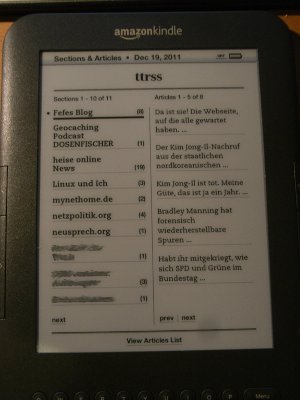 amazonkindle
Sections & Articles • Dec 19, 2011
ttrss
Sections 1 - 10 of 11
• Fefes Blog (8)
Geocaching
Podcast
DOSENFISCHER (1)
heise online
News (19)
Linux und Ich (3)
mynethome.de (2)
netzpolitik.org (4)
neusprech.org (1)
(1)
(3)
(1)
next
Articles 1 - 5 of 8
Da ist sie! Die Webseite,
auf die alle gewartet
haben. ...
Der Kim Jong-Il-Nachruf
aus der staatlichen
nordkoreanischen ...
Kim Jong-Il ist tot. Meine
Güte, das ist ja ein Jahr. ...
Bradley Manning hat
forensisch
wiederherstellbare
Spuren ...
Habt ihr mitgekriegt, wie
sich SPD und Grüne im
Bundestag ...
prev | next
View Articles List
Menu